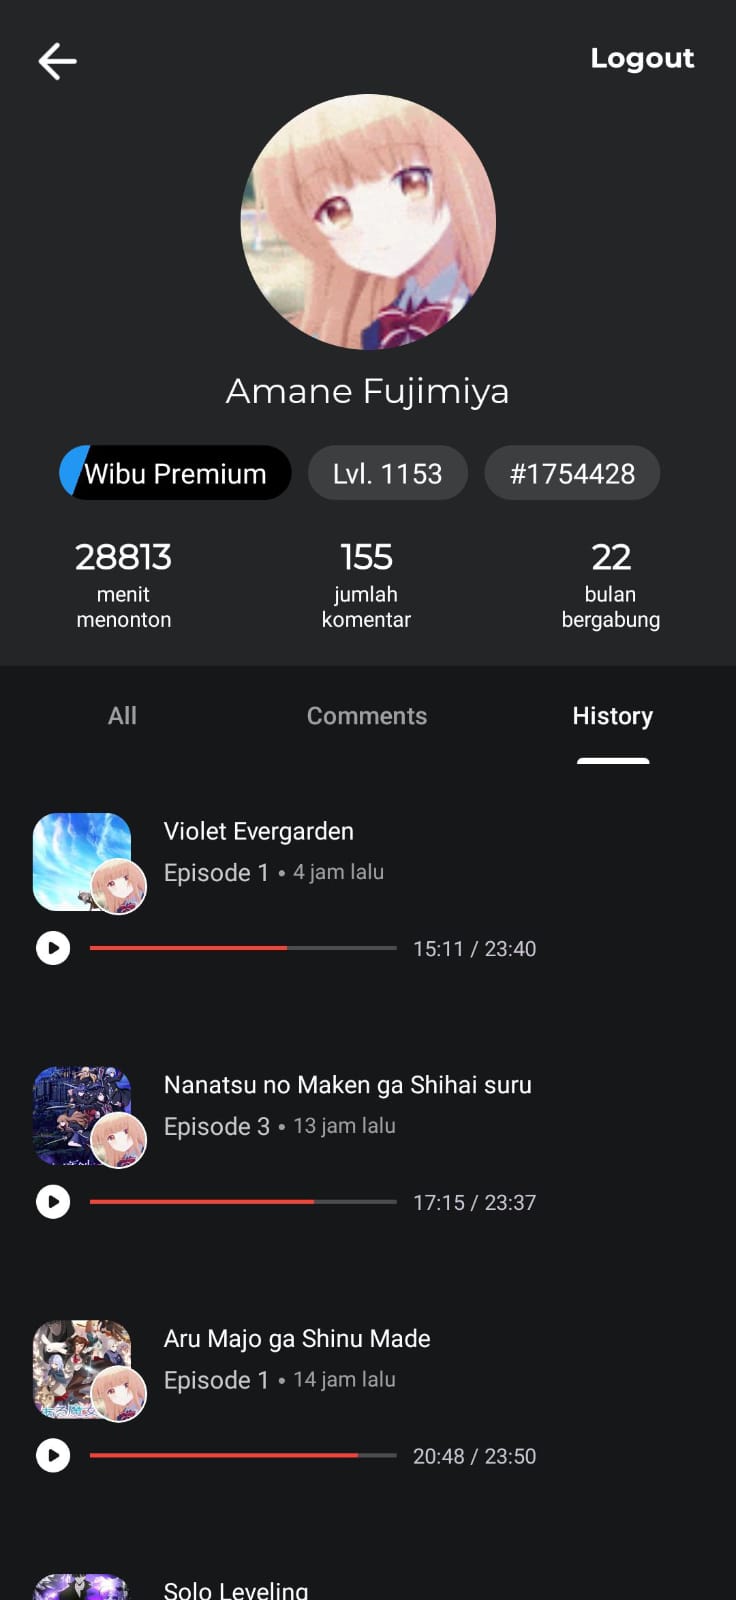 Logout
Amane Fujimiya
Wibu Premium
Lvl. 1153
#1754428
28813
menit
menonton
155
jumlah
komentar
22
bulan
bergabung
All
Comments
History
Violet Evergarden
Episode 1 • 4 jam lalu
15:11 / 23:40
Nanatsu no Maken ga Shihai suru
Episode 3 • 13 jam lalu
17:15 / 23:37
Aru Majo ga Shinu Made
Episode 1 • 14 jam lalu
20:48 / 23:50
Solo Leveling